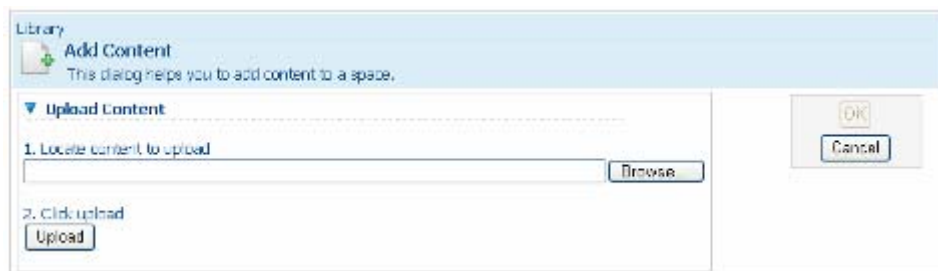 Library
Add Content
This dialog helps you to add content to a space.
Upload Content
OK
1. Locate content to upload
Cancel
Browse...
2. Click upload
Upload